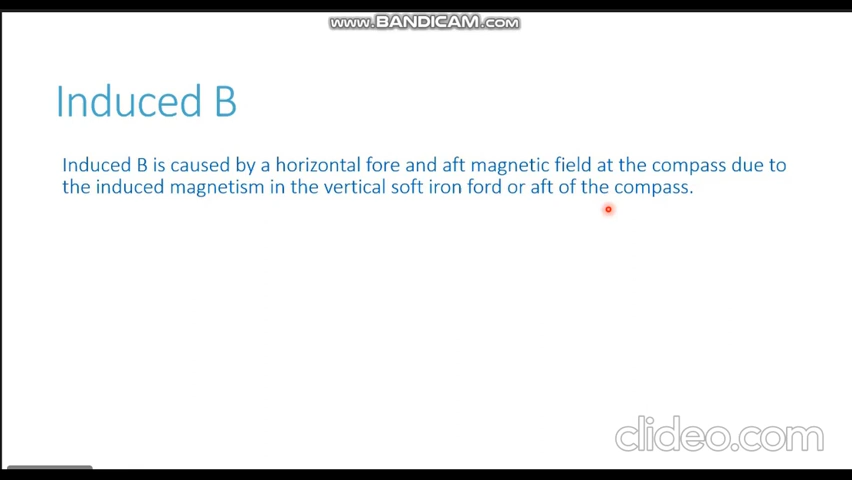 WWW.BANDICAM.COM
Induced B
Induced B is caused by a horizontal fore and aft magnetic field at the compass due to
the induced magnetism in the vertical soft iron ford or aft of the compass.
clideo.com